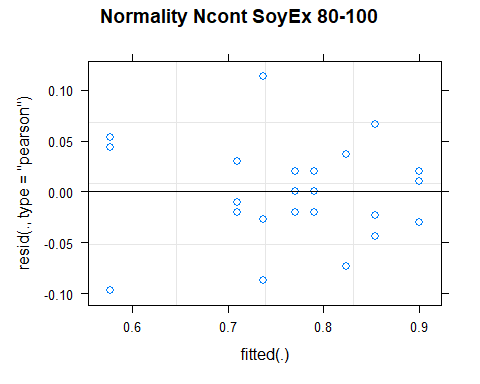 Normality Ncont SoyEx 80-100
resid(., type = "pearson")
0.10
0.05
0.00
-0.05
-0.10
0.6 0.7 0.8 0.9
fitted(.)